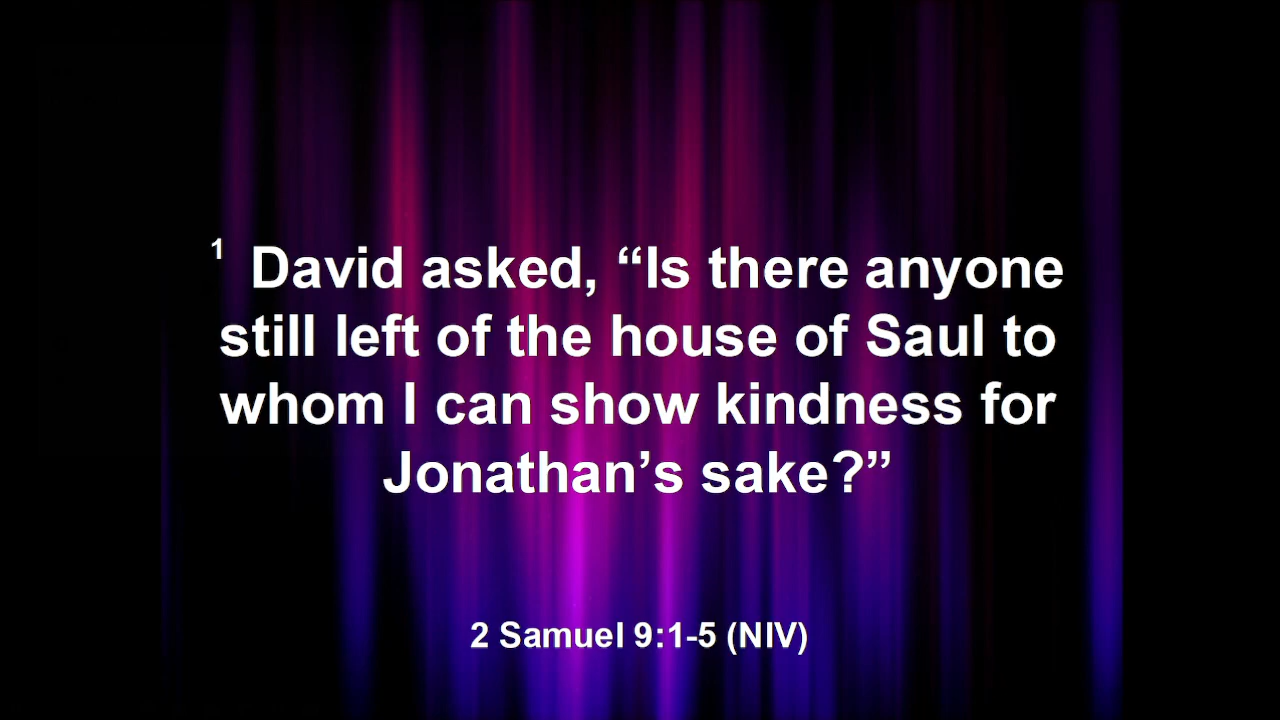 1 David asked, “Is there anyone
still left of the house of Saul to
whom I can show kindness for
Jonathan’s sake?”
2 Samuel 9:1-5 (NIV)